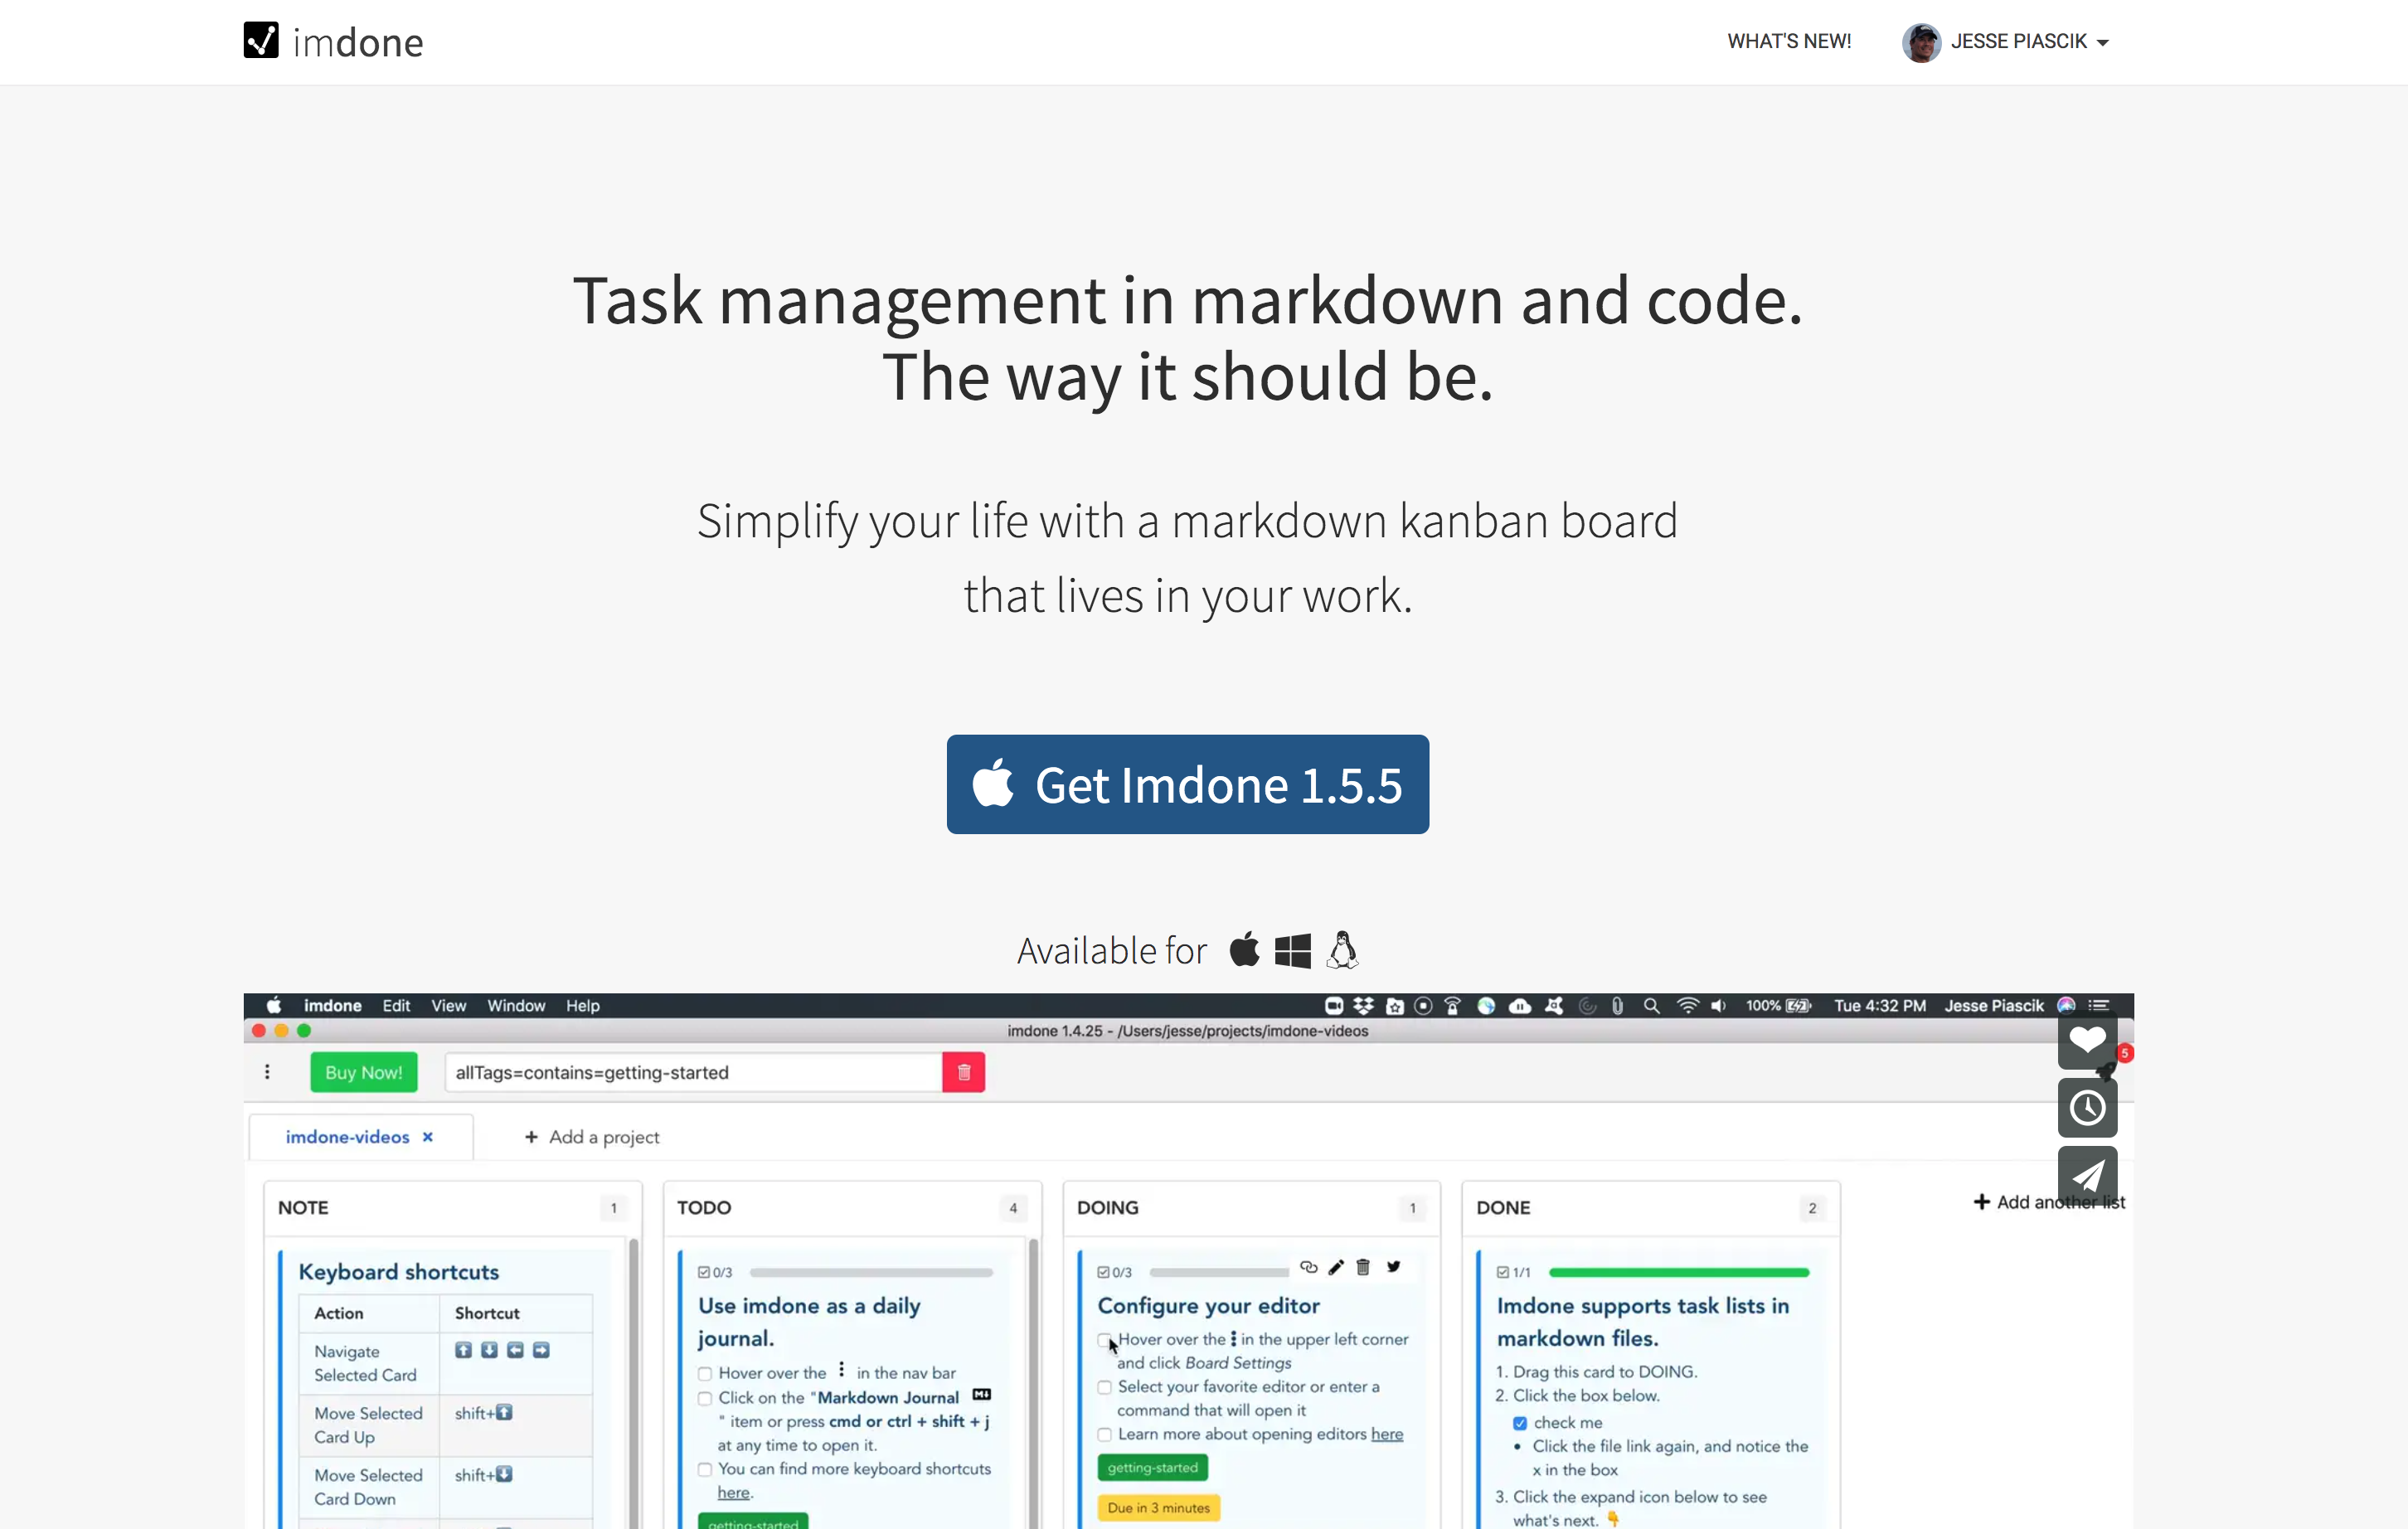 imdone
WHAT'S NEW!
JESSE PIASCIK
Task management in markdown and code.
The way it should be.
Simplify your life with a markdown kanban board
that lives in your work.
Get Imdone 1.5.5
Available for
imdone Edit View Window Help
100%
Tue 4:32 PM
Jesse Piascik
imdone 1.4.25 - /Users/jesse/projects/imdone-videos
5
Buy Now!
allTags=contains=getting-started
imdone-videos
Add a project
NOTE 1
Keyboard shortcuts
Action Shortcut
Navigate
Selected Card
Move Selected
Card Up
shift+
Move Selected
Card Down
shift+
TODO 4
0/3
Use imdone as a daily
journal.
Hover over the in the nav bar
Click on the "Markdown Journal
" item or press cmd or ctrl + shift + j
at any time to open it.
You can find more keyboard shortcuts
here.
getting-started
DOING 1
0/3
Configure your editor
Hover over the in the upper left corner
and click Board Settings
Select your favorite editor or enter a
command that will open it
Learn more about opening editors here
getting-started
Due in 3 minutes
DONE 2
1/1
Imdone supports task lists in
markdown files.
1. Drag this card to DOING.
2. Click the box below.
check me
• Click the file link again, and notice the
x in the box
3. Click the expand icon below to see
what's next.
Add another list